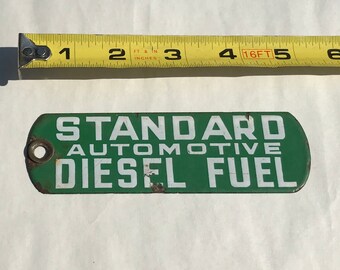 1 2 3 4 16FT 5 6
STANDARD
AUTOMOTIVE
DIESEL FUEL